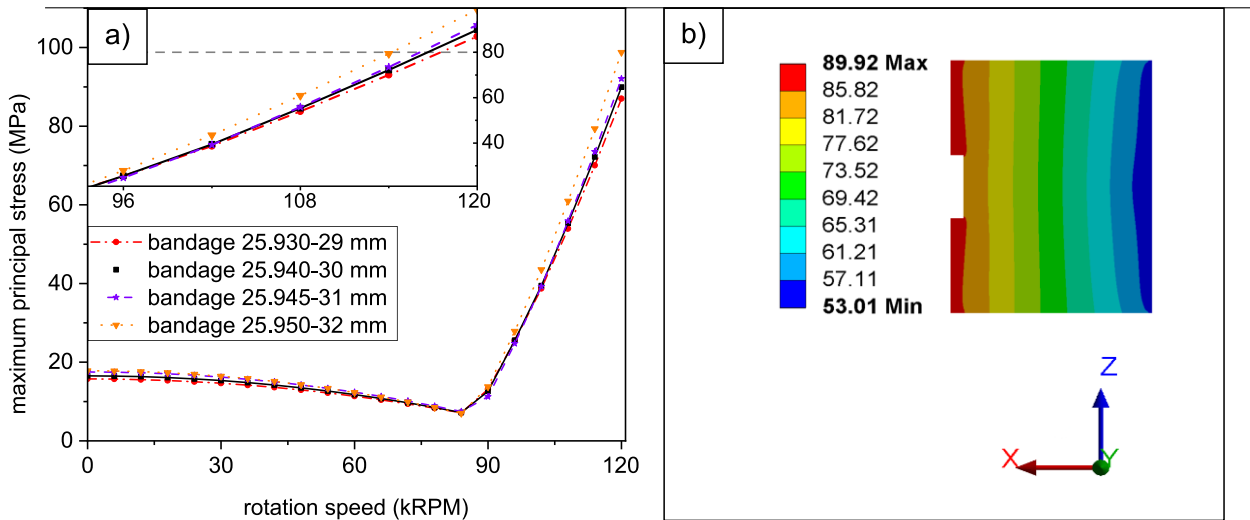 a)
maximum principal stress (MPa)
100
80
60
40
20
0
80
60
40
96
108
120
bandage 25.930-29 mm
bandage 25.940-30 mm
bandage 25.945-31 mm
bandage 25.950-32 mm
0
30
60
90
120
rotation speed (kRPM)
b)
89.92 Max
85.82
81.72
77.62
73.52
69.42
65.31
61.21
57.11
53.01 Min
Z
X
Y